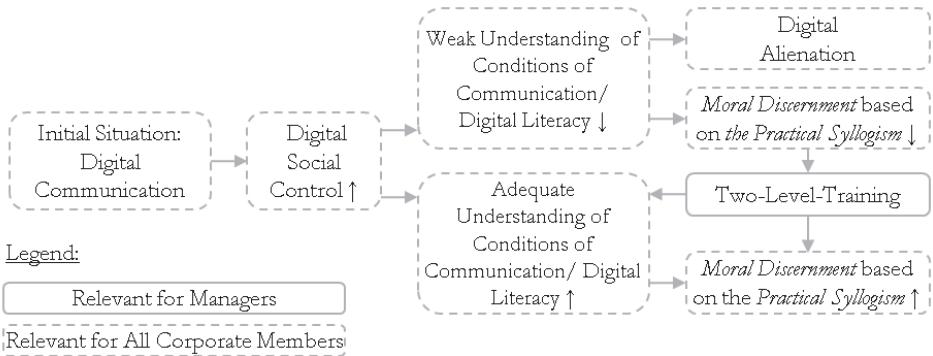 Initial Situation:
Digital
Communication
Digital
Social
Control ↑
Weak Understanding of
Conditions of
Communication/
Digital Literacy ↓
Digital
Alienation
Moral Discernment based
on the Practical Syllogism ↓
Two-Level-Training
Adequate
Understanding of
Conditions of
Communication/ Digital
Literacy ↑
Moral Discernment based
on the Practical Syllogism ↑
Legend:
Relevant for Managers
Relevant for All Corporate Members